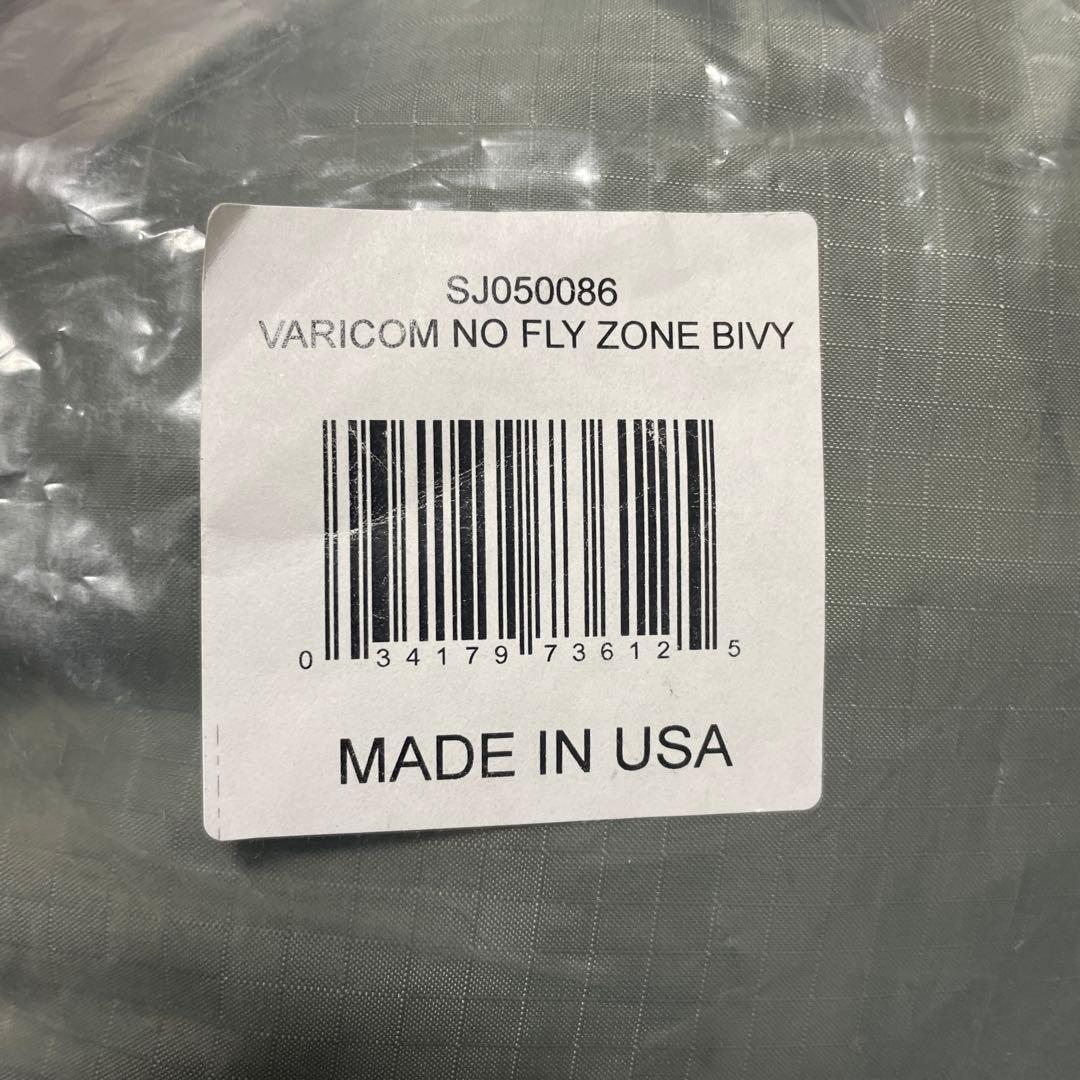 SJ050086
VARICOM NO FLY ZONE BIVY
0 34179 73612 5
MADE IN USA